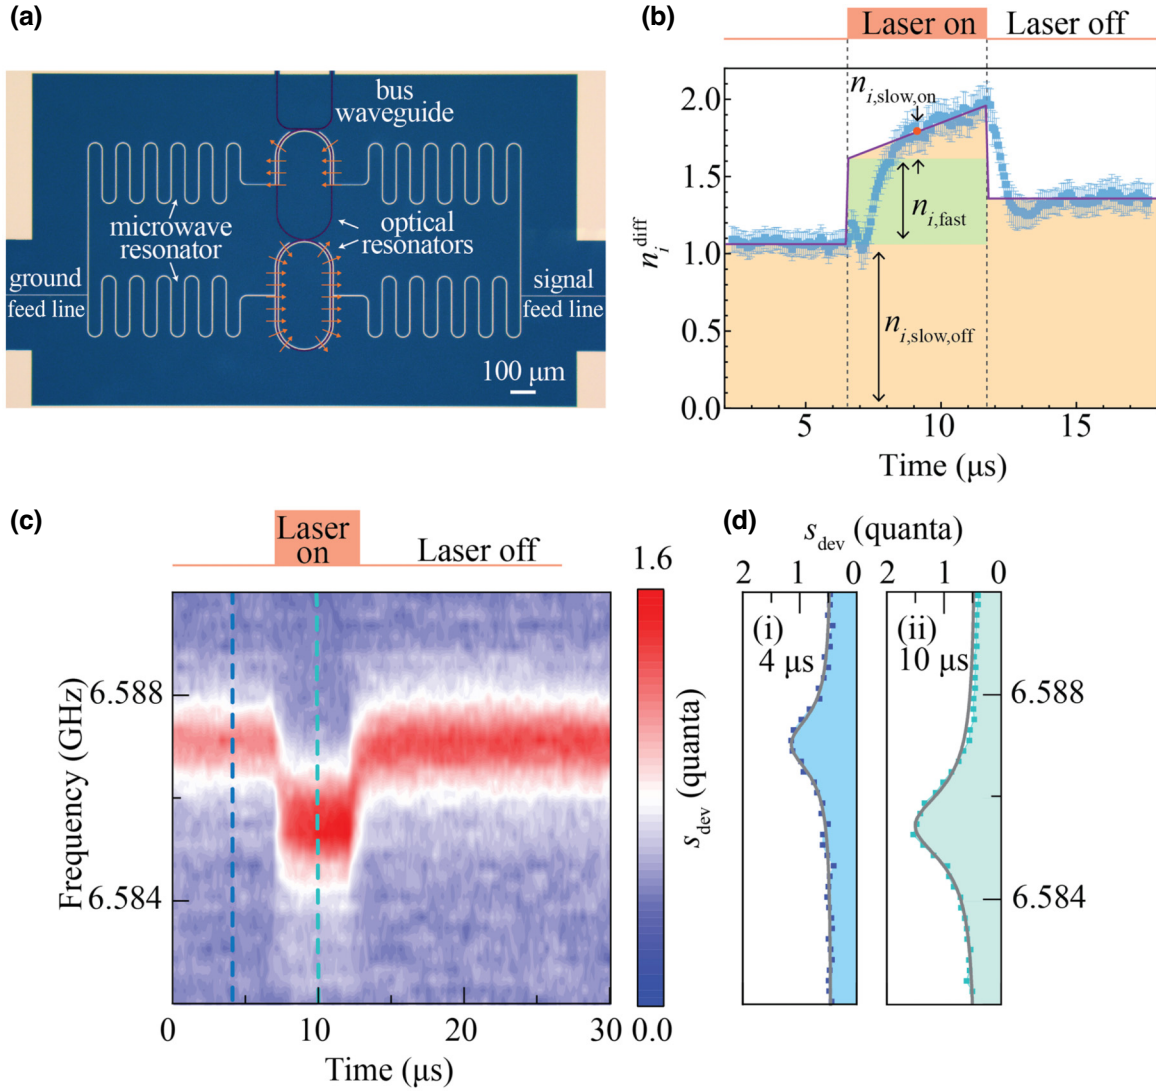 (a)
bus
waveguide
microwave
resonator
optical
resonators
ground
feed line
signal
feed line
100 μm
(b)
Laser on
Laser off
2.0
1.5
1.0
0.5
0.0
n_i^diff
n_i,slow,on
n_i,fast
n_i,slow,off
5
10
15
Time (μs)
(c)
Laser
on
Laser off
6.588
6.584
Frequency (GHz)
0
10
20
30
Time (μs)
1.6
0.0
s_dev (quanta)
(d)
s_dev (quanta)
2
1
0
2
1
0
(i)
4 μs
(ii)
10 μs
6.588
6.584